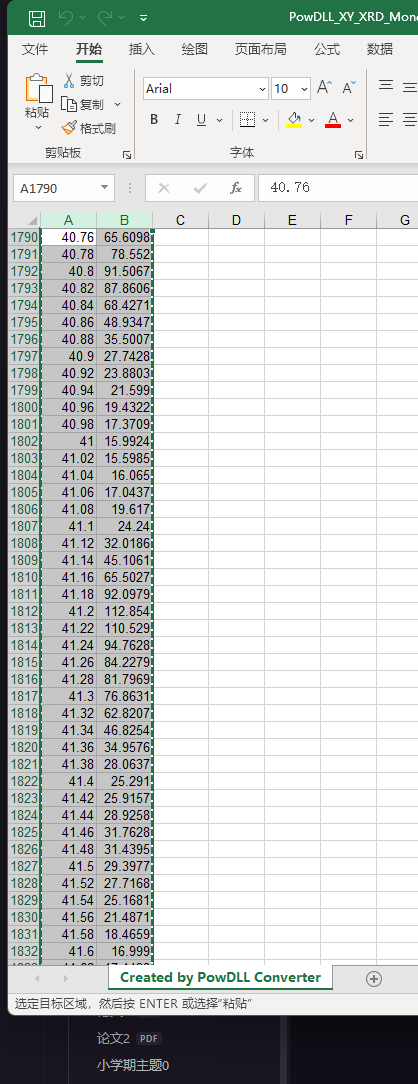 PowDLL_XY_XRD_Mon
文件 开始 插入 绘图 页面布局 公式 数据
粘贴
剪切
复制
格式刷
剪贴板
Arial 10 A A
B I U A
字体
A1790 fx 40.76
A B C D E F G
1790 40.76 65.6098
1791 40.78 78.552
1792 40.8 91.5067
1793 40.82 87.8606
1794 40.84 68.4271
1795 40.86 48.9347
1796 40.88 35.5007
1797 40.9 27.7428
1798 40.92 23.8803
1799 40.94 21.599
1800 40.96 19.4322
1801 40.98 17.3709
1802 41 15.9924
1803 41.02 15.5985
1804 41.04 16.065
1805 41.06 17.0437
1806 41.08 19.617
1807 41.1 24.24
1808 41.12 32.0186
1809 41.14 45.1061
1810 41.16 65.5027
1811 41.18 92.0979
1812 41.2 112.854
1813 41.22 110.529
1814 41.24 94.7628
1815 41.26 84.2279
1816 41.28 81.7969
1817 41.3 76.8631
1818 41.32 62.8207
1819 41.34 46.8254
1820 41.36 34.9576
1821 41.38 28.0637
1822 41.4 25.291
1823 41.42 25.9157
1824 41.44 28.9258
1825 41.46 31.7628
1826 41.48 31.4395
1827 41.5 29.3977
1828 41.52 27.7168
1829 41.54 25.1681
1830 41.56 21.4871
1831 41.58 18.4659
1832 41.6 16.999
Created by PowDLL Converter
选定目标区域，然后按 ENTER 或选择"粘贴"
论文2 PDF
小学期主题0